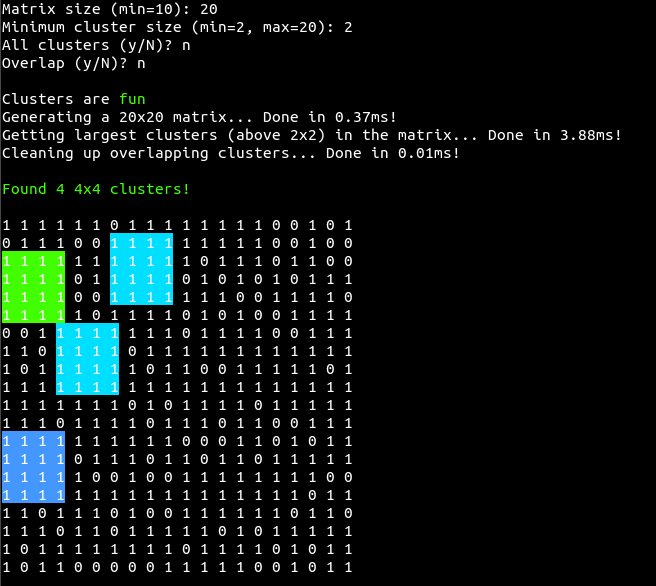 Matrix size (min=10): 20
Minimum cluster size (min=2, max=20): 2
All clusters (y/N)? n
Overlap (y/N)? n
Clusters are fun
Generating a 20x20 matrix... Done in 0.37ms!
Getting largest clusters (above 2x2) in the matrix... Done in 3.88ms!
Cleaning up overlapping clusters... Done in 0.01ms!
Found 4 4x4 clusters!
1 1 1 1 1 1 0 1 1 1 1 1 1 1 1 0 0 1 0 1
0 1 1 1 0 0 1 1 1 1 1 1 1 1 1 0 0 1 0 0
1 1 1 1 1 1 1 1 1 1 1 0 1 1 1 0 1 1 0 0
1 1 1 1 0 1 1 1 1 1 0 1 0 1 0 1 0 1 1 1
1 1 1 1 0 0 1 1 1 1 1 1 1 0 0 1 1 1 1 0
1 1 1 1 1 0 1 1 1 1 0 1 0 1 0 0 1 1 1 1
0 0 1 1 1 1 1 1 1 1 0 1 1 1 1 0 0 1 1 1
1 1 0 1 1 1 1 0 1 1 1 1 1 1 1 1 1 1 1 1
1 0 1 1 1 1 1 1 0 1 1 0 0 1 1 1 1 1 0 1
1 1 1 1 1 1 1 1 1 1 1 1 1 1 1 1 1 1 1 1
1 1 1 1 1 1 1 0 1 0 1 1 1 1 0 1 1 1 1 1
1 1 1 0 1 1 1 1 0 1 1 1 0 1 1 0 0 1 1 1
1 1 1 1 1 1 1 1 1 1 0 0 0 1 1 0 1 0 1 1
1 1 1 1 0 1 1 1 0 1 0 1 1 0 1 1 1 1 1 1
1 1 1 1 1 0 0 1 0 0 1 1 1 1 1 1 1 1 0 0
1 1 1 1 1 1 1 1 1 1 1 1 1 1 1 1 1 0 1 1
1 1 0 1 1 1 0 1 0 0 1 1 1 1 1 1 0 1 1 0
1 1 1 0 1 1 0 1 1 1 1 1 0 1 0 1 1 1 1 1
1 0 1 1 1 1 1 1 1 1 0 1 1 1 1 0 1 0 1 1
1 0 1 1 0 0 0 0 0 1 1 1 1 1 0 0 1 0 1 1